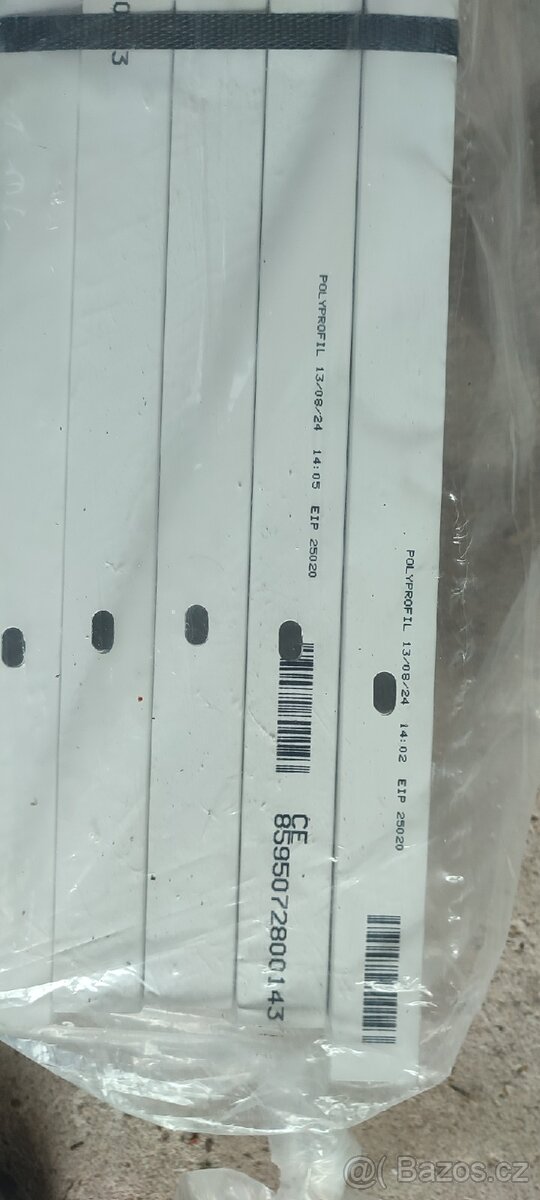 03
POLYPROFIL 13/08/24 14:05 EIP 25020
CE
8595072800143
POLYPROFIL 13/08/24 14:02 EIP 25020
@( Bazos.cz